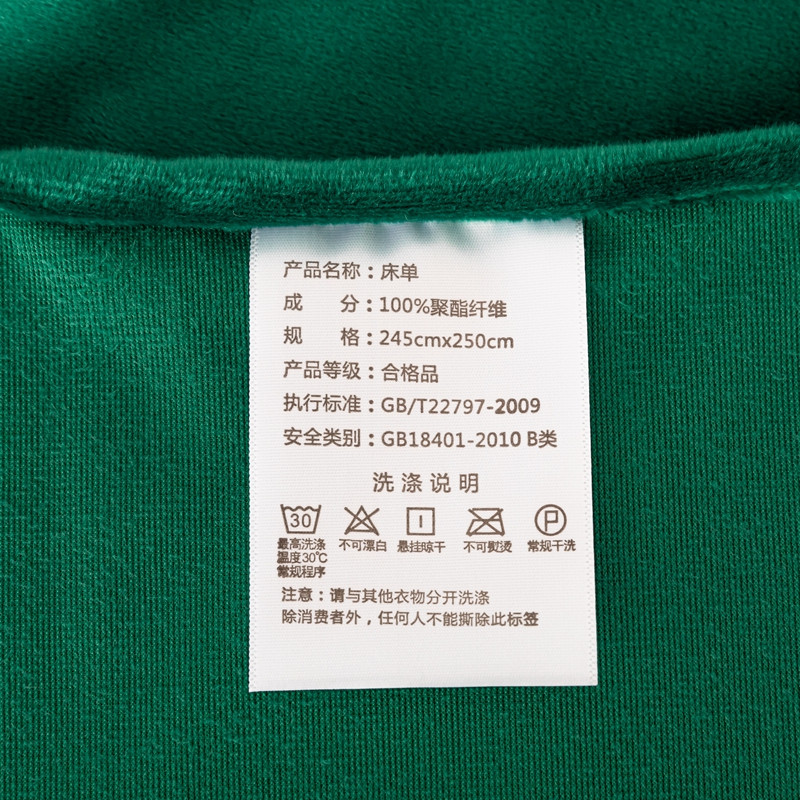 产品名称：床单
成 分：100%聚酯纤维
规 格：245cmx250cm
产品等级：合格品
执行标准：GB/T22797-2009
安全类别：GB18401-2010 B类
洗涤说明
30 P
最高洗涤 不可漂白 悬挂晾干 不可熨烫 常规干洗
温度30℃
常规程序
注意：请与其他衣物分开洗涤
除消费者外，任何人不能撕除此标签